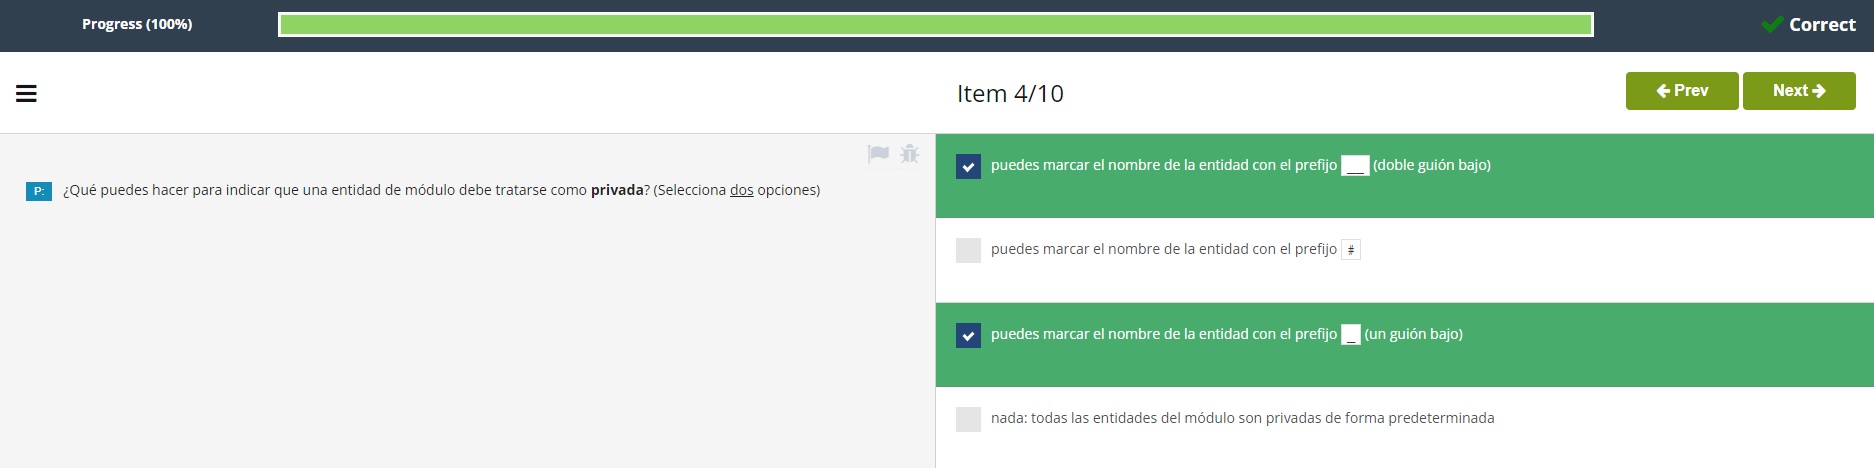 Progress (100%)
Correct
Item 4/10
Prev
Next
P: ¿Qué puedes hacer para indicar que una entidad de módulo debe tratarse como privada? (Selecciona dos opciones)
puedes marcar el nombre de la entidad con el prefijo __ (doble guión bajo)
puedes marcar el nombre de la entidad con el prefijo #
puedes marcar el nombre de la entidad con el prefijo _ (un guión bajo)
nada: todas las entidades del módulo son privadas de forma predeterminada